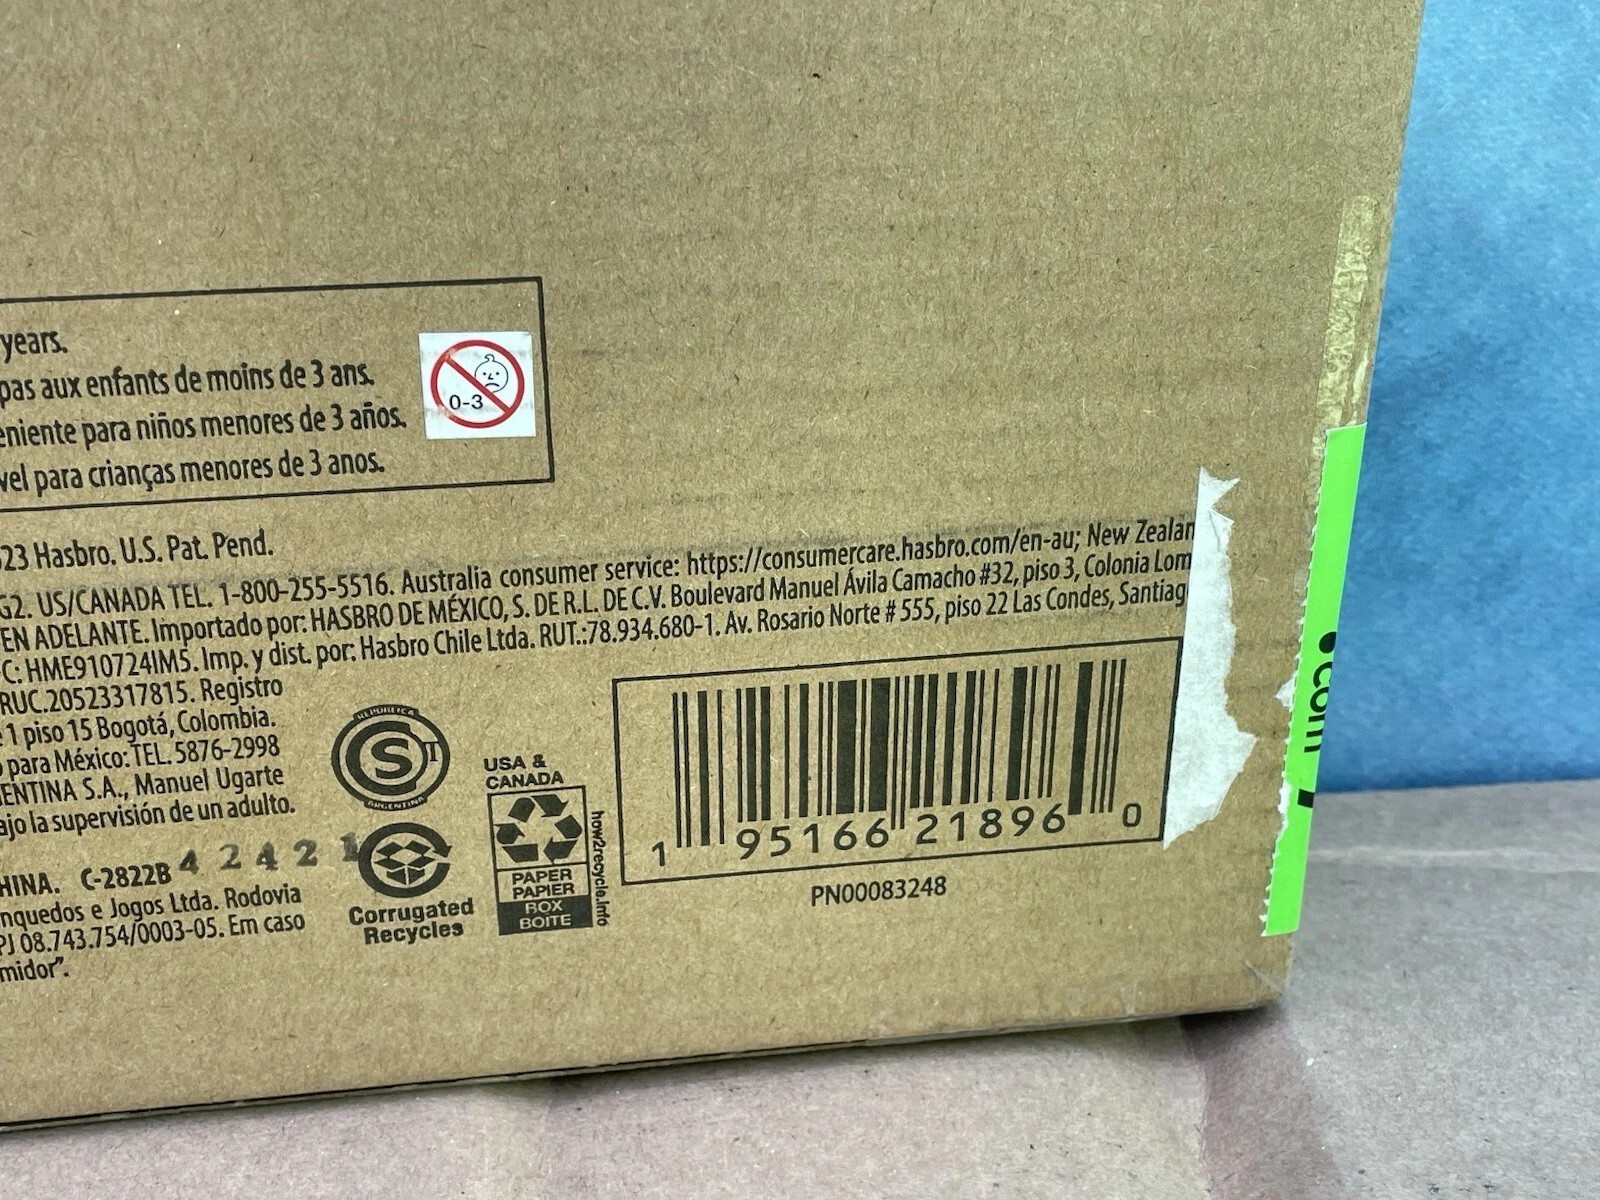 years.
pas aux enfants de moins de 3 ans.
eniente para niños menores de 3 años.
vel para crianças menores de 3 anos.
0-3
23 Hasbro. U.S. Pat. Pend.
G2. US/CANADA TEL. 1-800-255-5516. Australia consumer service: https://consumercare.hasbro.com/en-au; New Zealan
EN ADELANTE. Importado por: HASBRO DE MÉXICO, S. DE R.L. DE C.V. Boulevard Manuel Ávila Camacho #32, piso 3, Colonia Lom
C: HME910724IM5. Imp. y dist. por: Hasbro Chile Ltda. RUT.:78.934.680-1. Av. Rosario Norte # 555, piso 22 Las Condes, Santiag
RUC.20523317815. Registro
1 piso 15 Bogotá, Colombia.
para México: TEL. 5876-2998
ENTINA S.A., Manuel Ugarte
ajo la supervisión de un adulto.
HINA. C-2822B 42421
nquedos e Jogos Ltda. Rodovia
PJ 08.743.754/0003-05. Em caso
midor".
REPUBLICA
S
ARGENTINA
Corrugated
Recycles
USA &
CANADA
PAPER
PAPIER
BOX
BOITE
how2recycle.info
1 95166 21896 0
PN00083248
.com